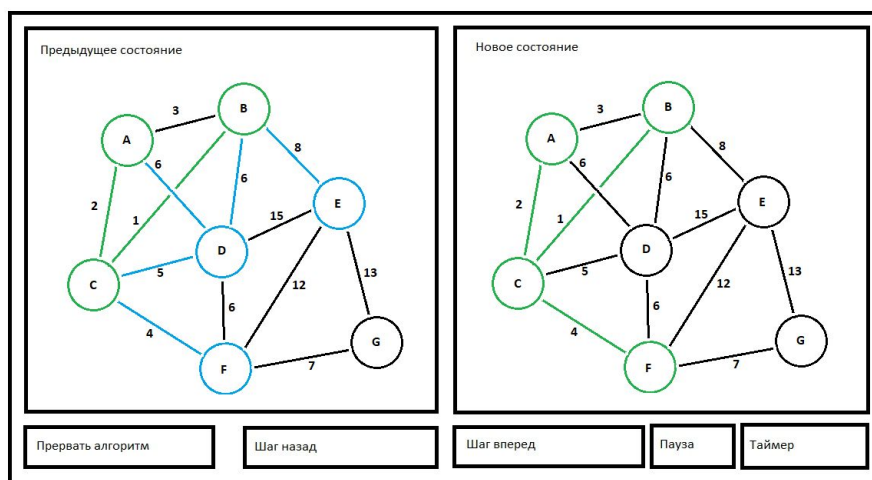 Предыдущее состояние
3
B
A
6
8
6
2
1
15
E
D
5
13
C
12
6
4
G
F
7
Новое состояние
3
B
A
6
8
6
2
1
15
E
D
5
13
C
12
6
4
G
F
7
Прервать алгоритм
Шаг назад
Шаг вперед
Пауза
Таймер